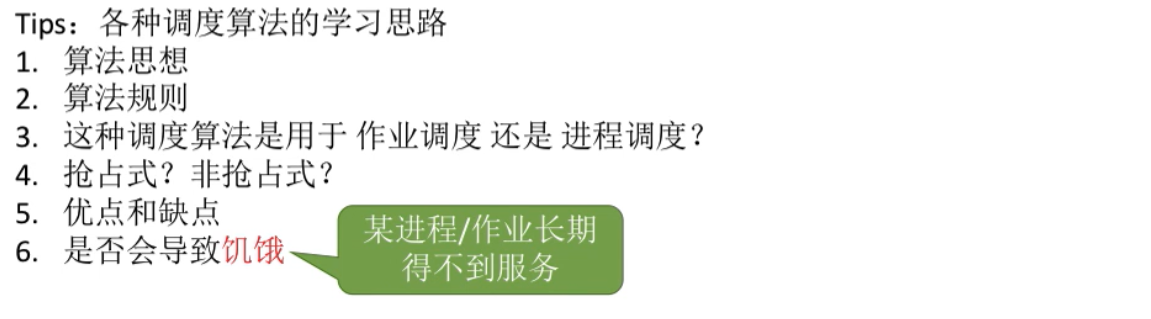 Tips：各种调度算法的学习思路
1. 算法思想
2. 算法规则
3. 这种调度算法是用于 作业调度 还是 进程调度？
4. 抢占式？非抢占式？
5. 优点和缺点
6. 是否会导致饥饿
某进程/作业长期
得不到服务